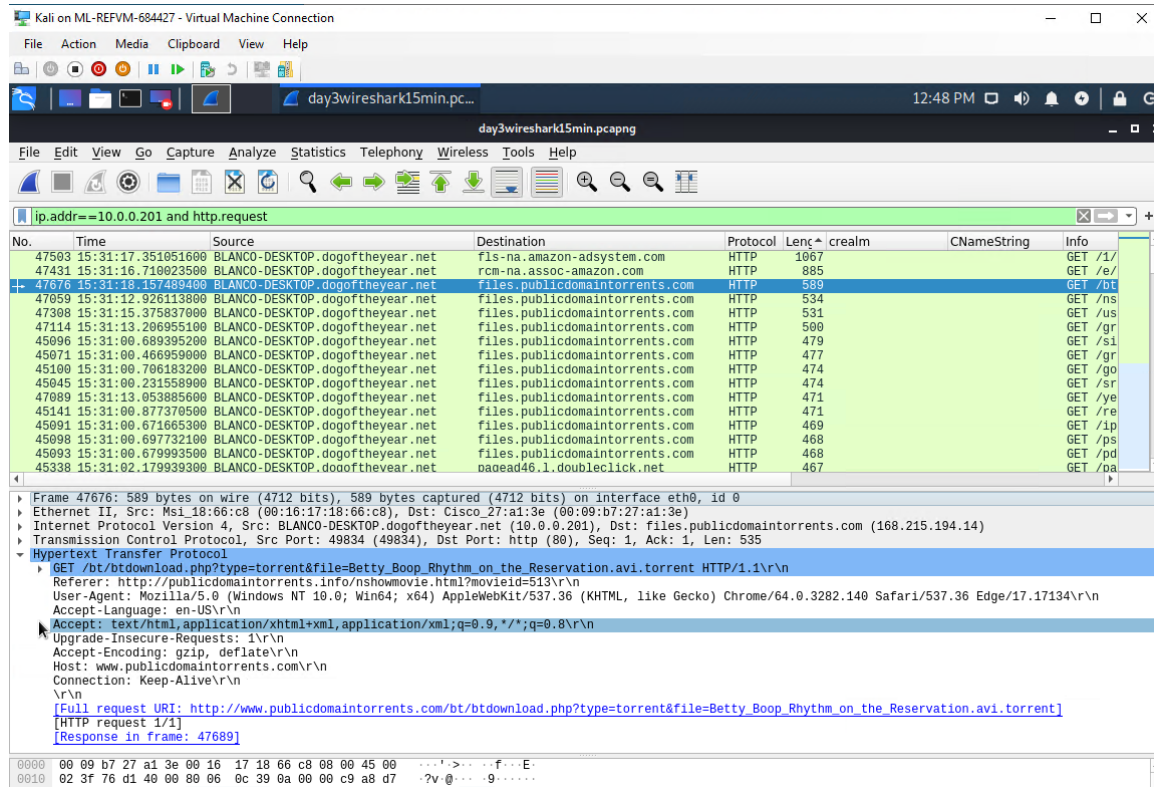 Kali on ML-REFVM-684427 - Virtual Machine Connection
File Action Media Clipboard View Help
day3wireshark15min.pc... 12:48 PM
day3wireshark15min.pcapng
File Edit View Go Capture Analyze Statistics Telephony Wireless Tools Help
ip.addr==10.0.0.201 and http.request
No. Time Source Destination Protocol Leng crealm CNameString Info
47503 15:31:17.351051600 BLANCO-DESKTOP.dogoftheyear.net fls-na.amazon-adsystem.com HTTP 1067 GET /1/
47431 15:31:16.710023500 BLANCO-DESKTOP.dogoftheyear.net rcm-na.assoc-amazon.com HTTP 885 GET /e/
47676 15:31:18.157489400 BLANCO-DESKTOP.dogoftheyear.net files.publicdomaintorrents.com HTTP 589 GET /bt
47059 15:31:12.926113800 BLANCO-DESKTOP.dogoftheyear.net files.publicdomaintorrents.com HTTP 534 GET /ns
47308 15:31:15.375837000 BLANCO-DESKTOP.dogoftheyear.net files.publicdomaintorrents.com HTTP 531 GET /us
47114 15:31:13.206955100 BLANCO-DESKTOP.dogoftheyear.net files.publicdomaintorrents.com HTTP 500 GET /gr
45096 15:31:00.689395200 BLANCO-DESKTOP.dogoftheyear.net files.publicdomaintorrents.com HTTP 479 GET /si
45071 15:31:00.466959000 BLANCO-DESKTOP.dogoftheyear.net files.publicdomaintorrents.com HTTP 477 GET /gr
45100 15:31:00.706183200 BLANCO-DESKTOP.dogoftheyear.net files.publicdomaintorrents.com HTTP 474 GET /go
45045 15:31:00.231558900 BLANCO-DESKTOP.dogoftheyear.net files.publicdomaintorrents.com HTTP 474 GET /sr
47089 15:31:13.053885600 BLANCO-DESKTOP.dogoftheyear.net files.publicdomaintorrents.com HTTP 471 GET /ye
45141 15:31:00.877370500 BLANCO-DESKTOP.dogoftheyear.net files.publicdomaintorrents.com HTTP 471 GET /re
45091 15:31:00.671665300 BLANCO-DESKTOP.dogoftheyear.net files.publicdomaintorrents.com HTTP 469 GET /ip
45098 15:31:00.697732100 BLANCO-DESKTOP.dogoftheyear.net files.publicdomaintorrents.com HTTP 468 GET /ps
45093 15:31:00.679993500 BLANCO-DESKTOP.dogoftheyear.net files.publicdomaintorrents.com HTTP 468 GET /pd
45338 15:31:02.179939300 BLANCO-DESKTOP.dogoftheyear.net pagead46.l.doubleclick.net HTTP 467 GET /pa
Frame 47676: 589 bytes on wire (4712 bits), 589 bytes captured (4712 bits) on interface eth0, id 0
Ethernet II, Src: Msi_18:66:c8 (00:16:17:18:66:c8), Dst: Cisco_27:a1:3e (00:09:b7:27:a1:3e)
Internet Protocol Version 4, Src: BLANCO-DESKTOP.dogoftheyear.net (10.0.0.201), Dst: files.publicdomaintorrents.com (168.215.194.14)
Transmission Control Protocol, Src Port: 49834 (49834), Dst Port: http (80), Seq: 1, Ack: 1, Len: 535
Hypertext Transfer Protocol
GET /bt/btdownload.php?type=torrent&file=Betty_Boop_Rhythm_on_the_Reservation.avi.torrent HTTP/1.1\r\n
Referer: http://publicdomaintorrents.info/nshowmovie.html?movieid=513\r\n
User-Agent: Mozilla/5.0 (Windows NT 10.0; Win64; x64) AppleWebKit/537.36 (KHTML, like Gecko) Chrome/64.0.3282.140 Safari/537.36 Edge/17.17134\r\n
Accept-Language: en-US\r\n
Accept: text/html,application/xhtml+xml,application/xml;q=0.9,*/*;q=0.8\r\n
Upgrade-Insecure-Requests: 1\r\n
Accept-Encoding: gzip, deflate\r\n
Host: www.publicdomaintorrents.com\r\n
Connection: Keep-Alive\r\n
\r\n
[Full request URI: http://www.publicdomaintorrents.com/bt/btdownload.php?type=torrent&file=Betty_Boop_Rhythm_on_the_Reservation.avi.torrent]
[HTTP request 1/1]
[Response in frame: 47689]
0000 00 09 b7 27 a1 3e 00 16 17 18 66 c8 08 00 45 00 ···'·>·· ··f···E·
0010 02 3f 76 d1 40 00 80 06 0c 39 0a 00 00 c9 a8 d7 ·?v·@··· ·9······